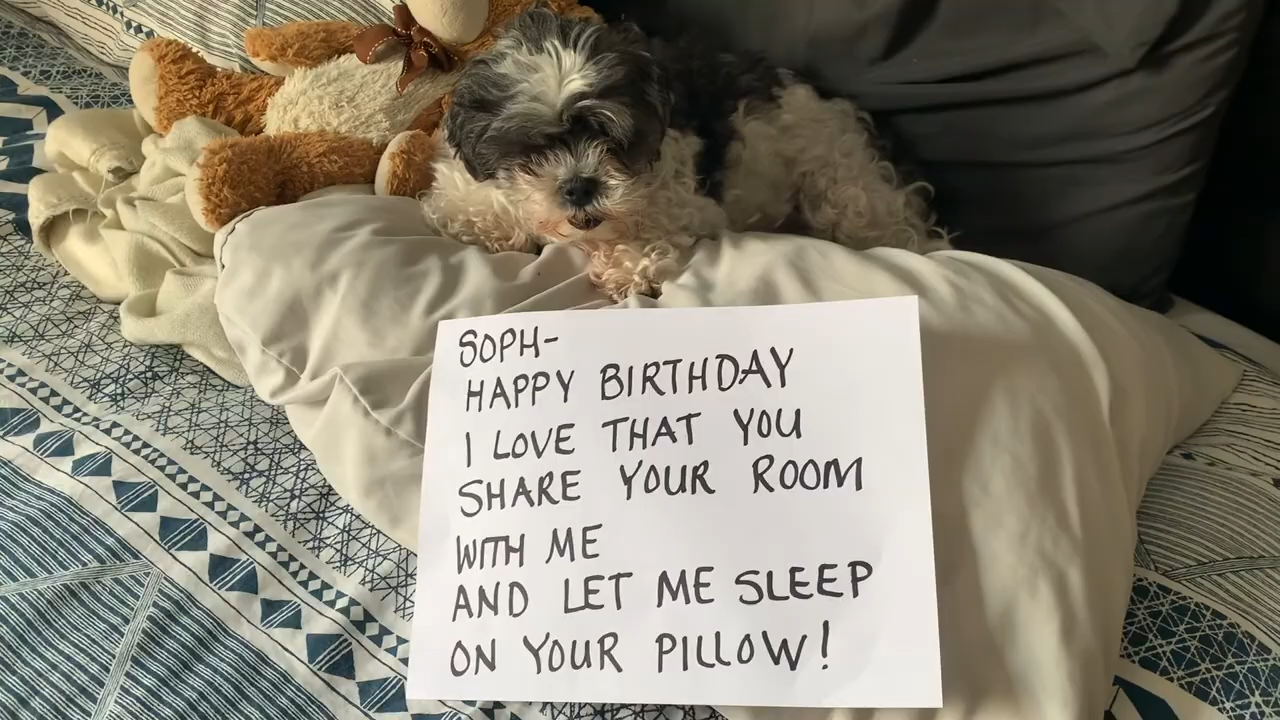 SOPH-
HAPPY BIRTHDAY
I LOVE THAT YOU
SHARE YOUR ROOM
WITH ME
AND LET ME SLEEP
ON YOUR PILLOW!